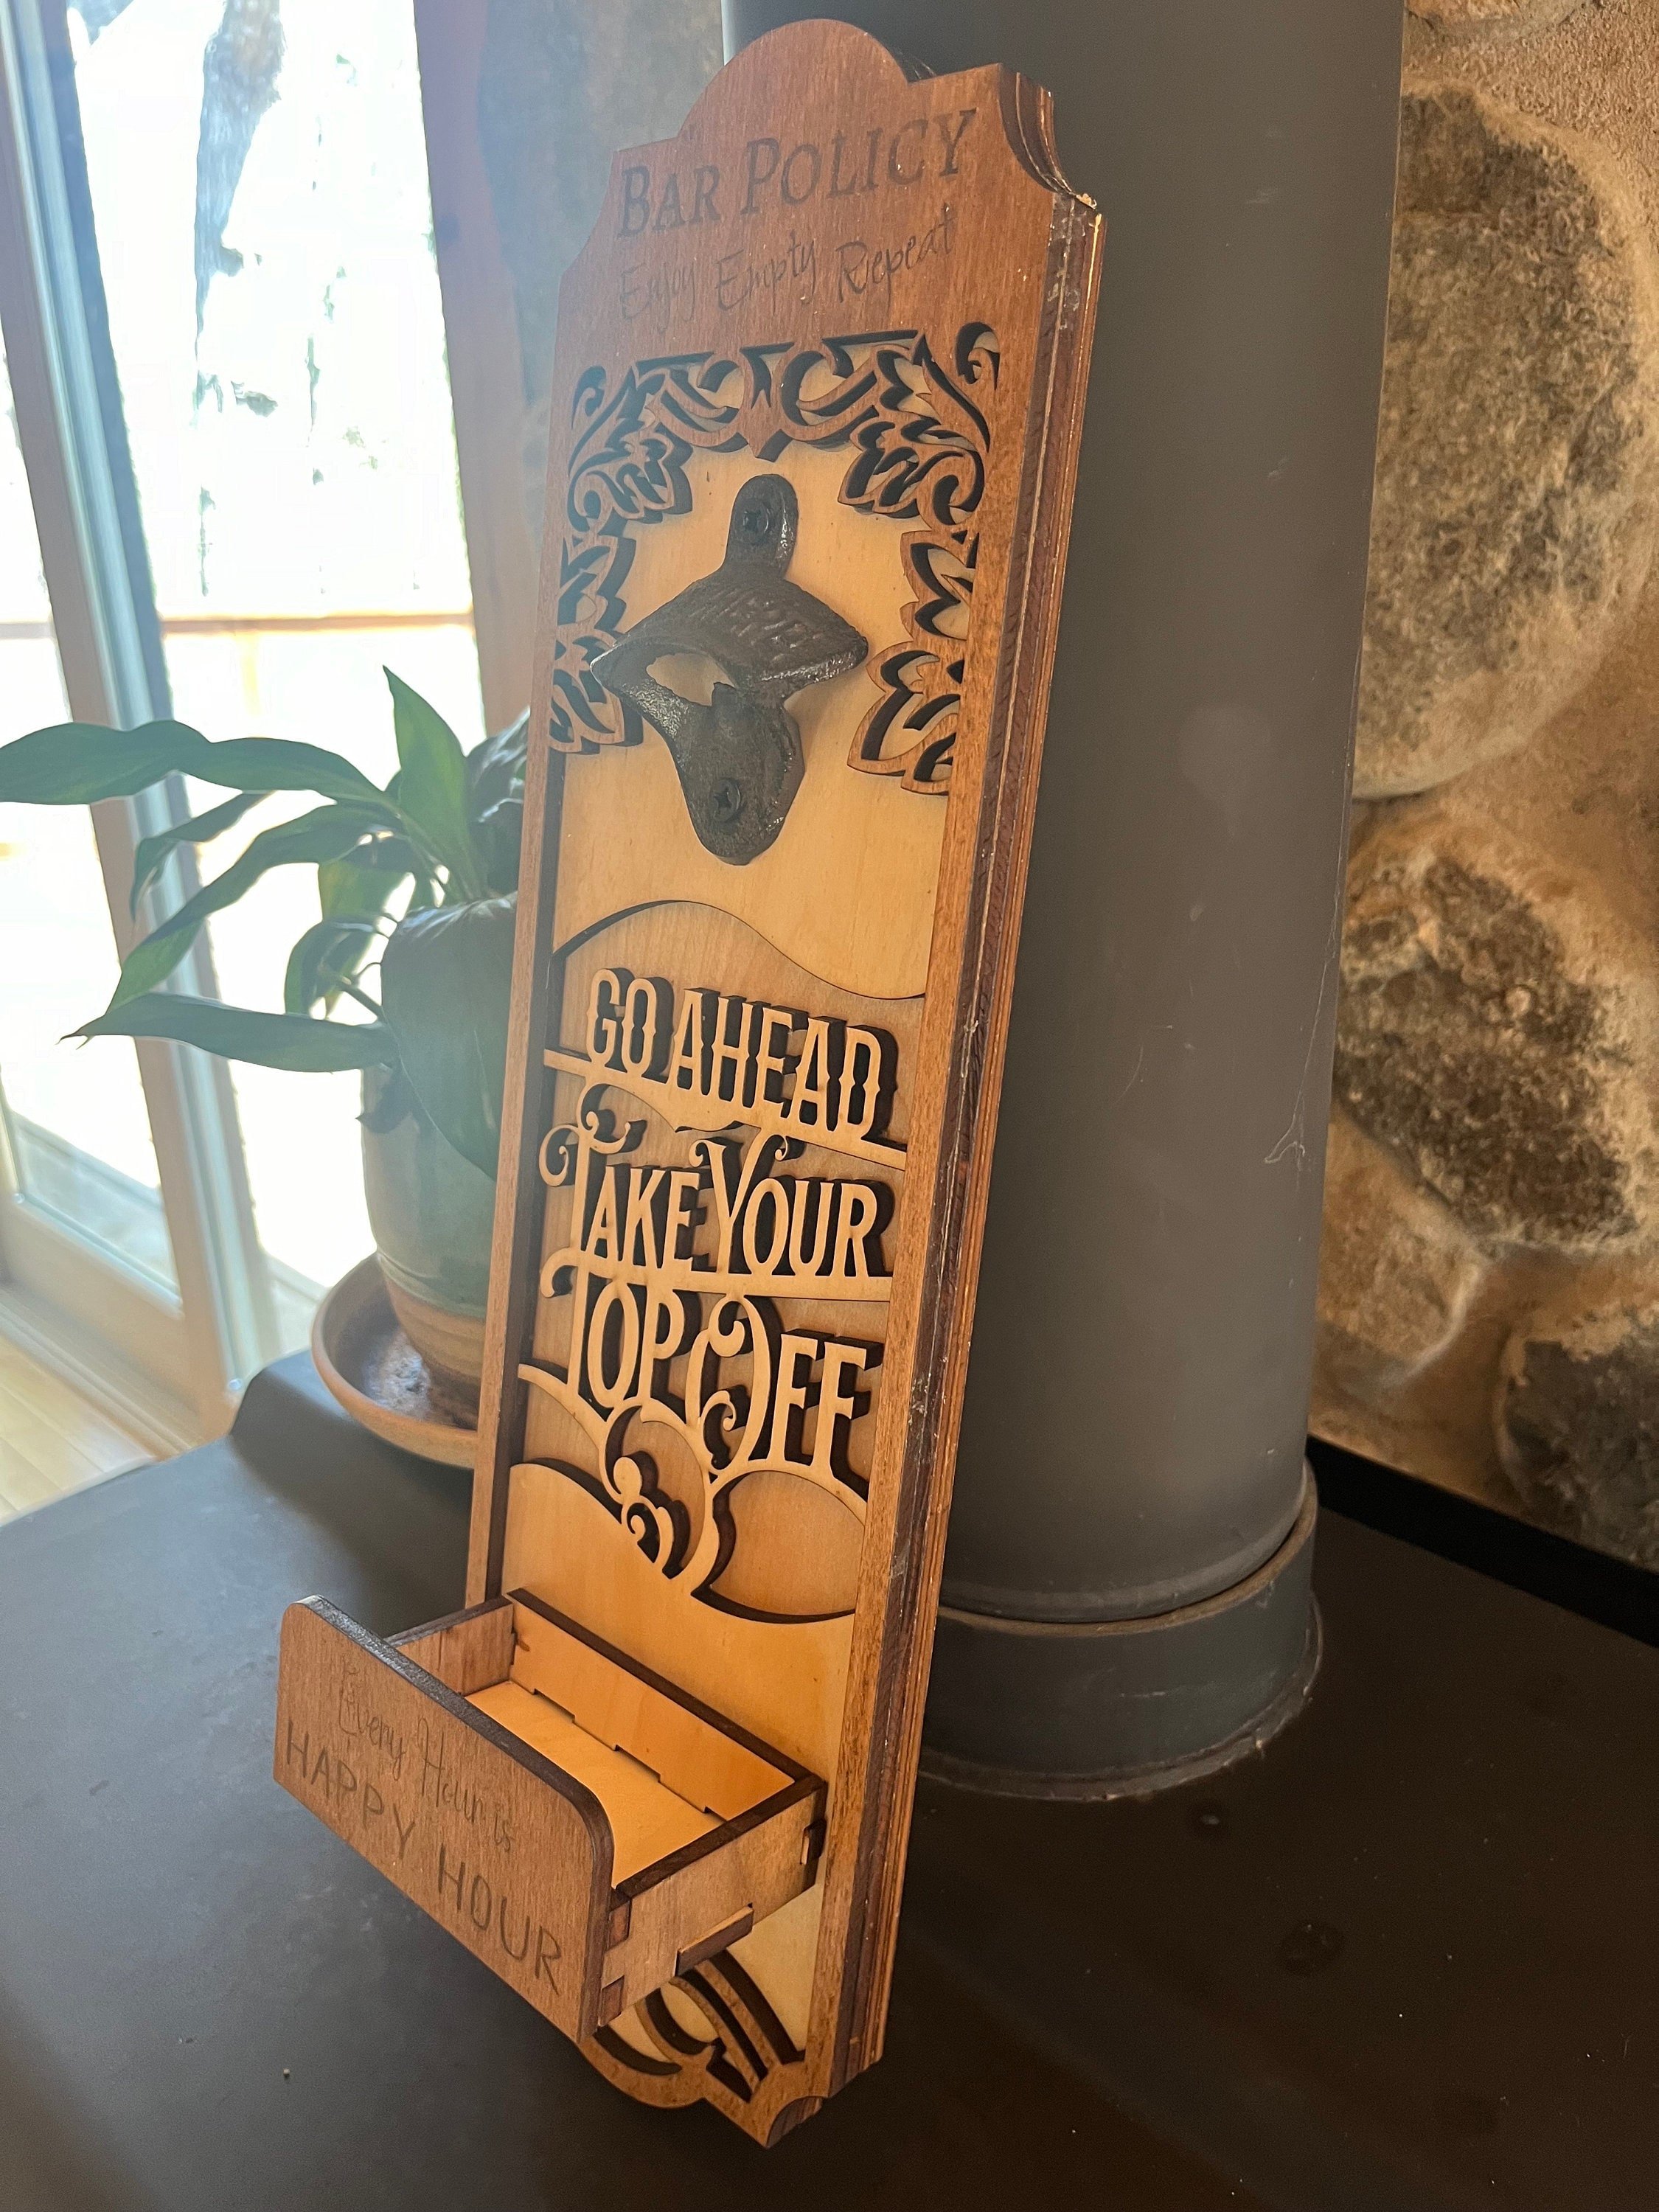 BAR POLICY
Enjoy Empty Repeat
GO AHEAD
TAKE YOUR
TOP OFF
Every Hour is
HAPPY HOUR